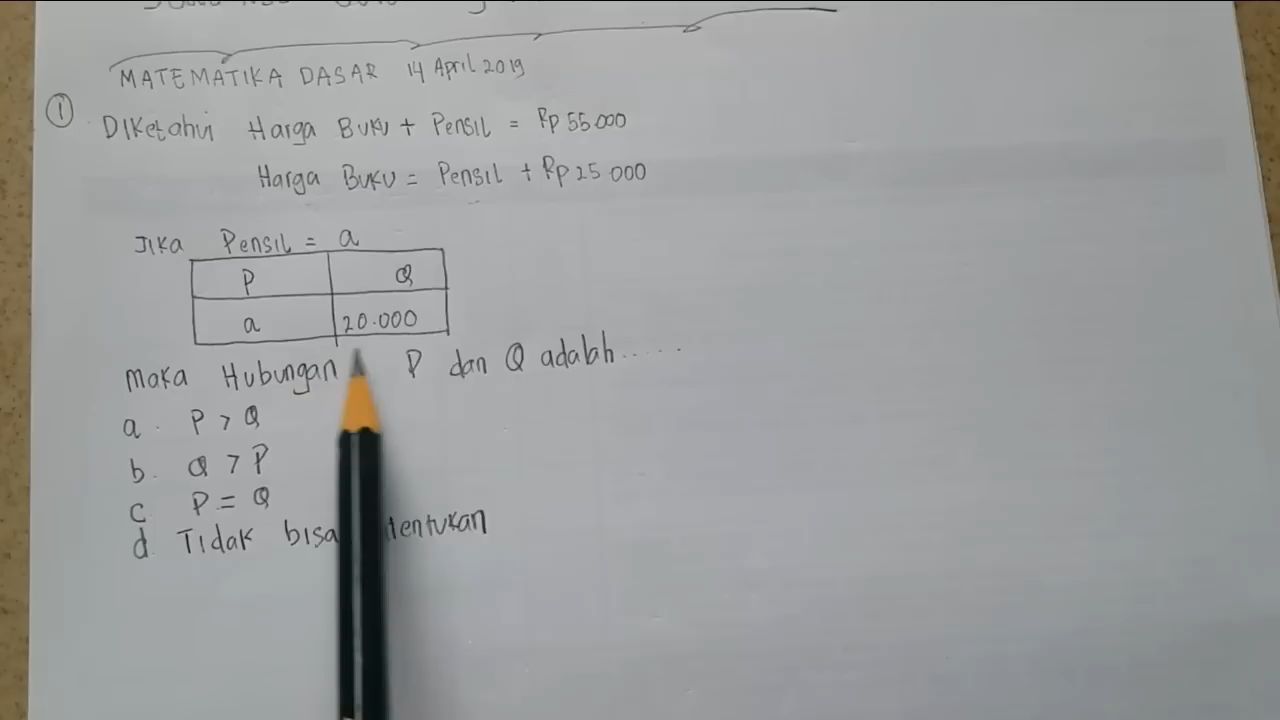 MATEMATIKA DASAR 14 April 2019
① Diketahui Harga Buku + Pensil = Rp 55.000
Harga Buku = Pensil + Rp 25 000
Jika Pensil = a
P Q
a 20.000
maka Hubungan P dan Q adalah.....
a. P > Q
b. Q > P
c P = Q
d. Tidak bisa